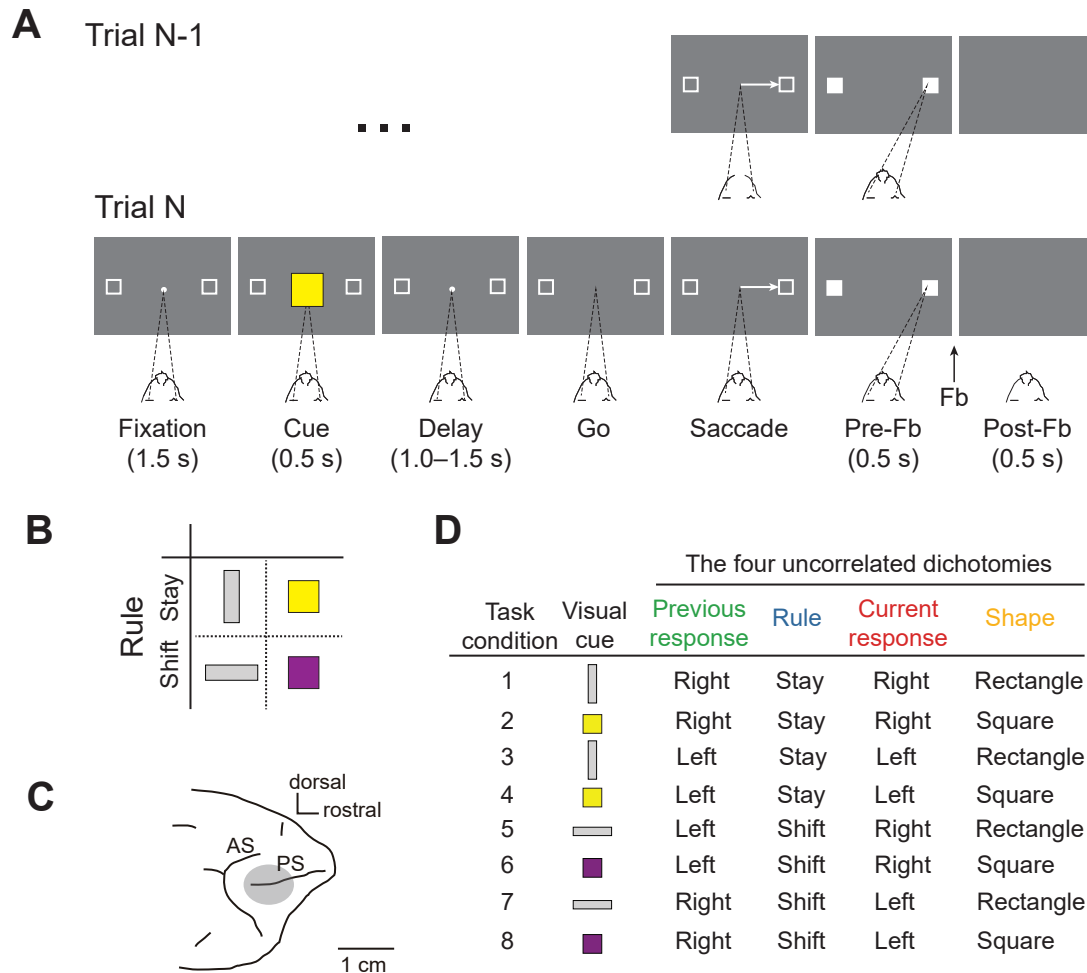 A
Trial N-1
Trial N
Fb
Fixation
(1.5 s)
Cue
(0.5 s)
Delay
(1.0–1.5 s)
Go
Saccade
Pre-Fb
(0.5 s)
Post-Fb
(0.5 s)
B
Rule
Stay
Shift
C
dorsal
rostral
AS
PS
1 cm
D
The four uncorrelated dichotomies
Task condition
Visual cue
Previous response
Rule
Current response
Shape
1 Right Stay Right Rectangle
2 Right Stay Right Square
3 Left Stay Left Rectangle
4 Left Stay Left Square
5 Left Shift Right Rectangle
6 Left Shift Right Square
7 Right Shift Left Rectangle
8 Right Shift Left Square